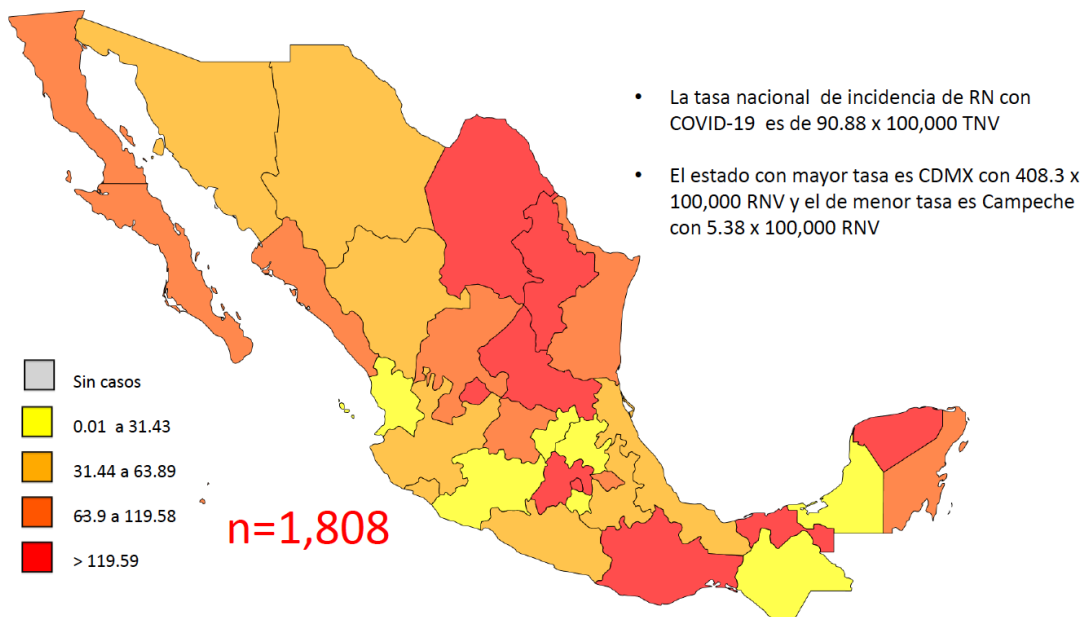 • La tasa nacional de incidencia de RN con
COVID-19 es de 90.88 x 100,000 TNV
• El estado con mayor tasa es CDMX con 408.3 x
100,000 RNV y el de menor tasa es Campeche
con 5.38 x 100,000 RNV
Sin casos
0.01 a 31.43
31.44 a 63.89
63.9 a 119.58
> 119.59
n=1,808